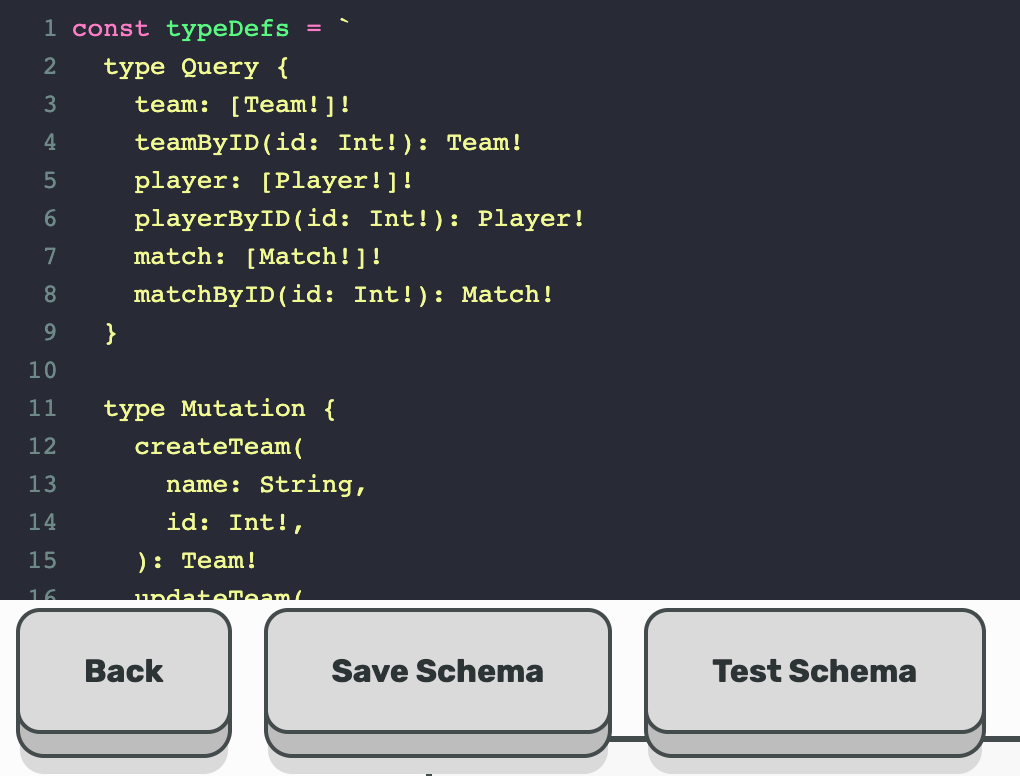 1 const typeDefs = `
2 type Query {
3 team: [Team!]!
4 teamByID(id: Int!): Team!
5 player: [Player!]!
6 playerByID(id: Int!): Player!
7 match: [Match!]!
8 matchByID(id: Int!): Match!
9 }
10
11 type Mutation {
12 createTeam(
13 name: String,
14 id: Int!,
15 ): Team!
16 updateTeam(
Back Save Schema Test Schema